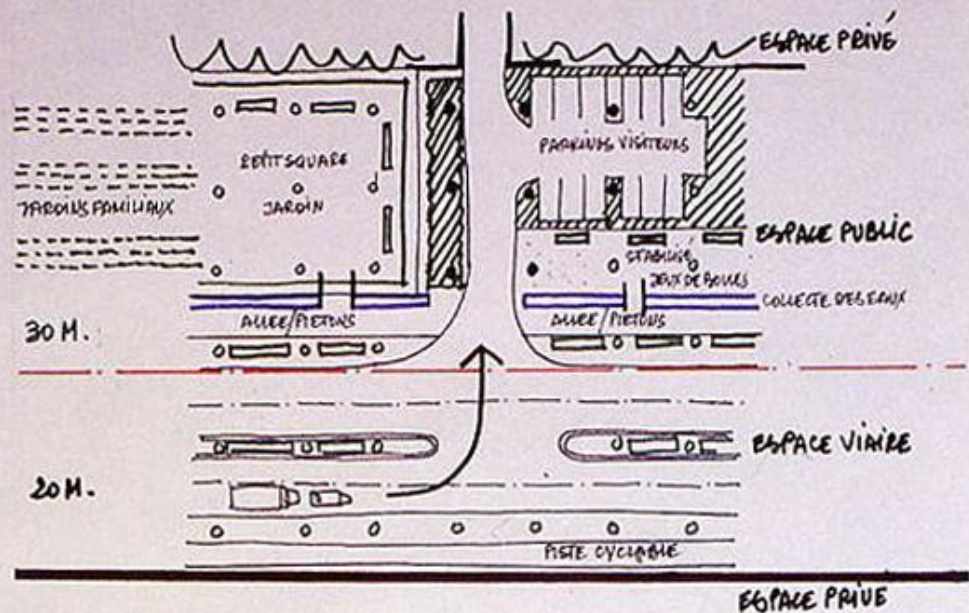 ESPACE PRIVÉ
PARKINGS VISITEURS
PETIT SQUARE
JARDINS FAMILIAUX
JARDIN
ESPACE PUBLIC
STABILISÉ
JEUX DE BOULES
COLLECTE DES EAUX
ALLEE/PIETONS
ALLEE/PIETONS
30 M.
ESPACE VIAIRE
20 M.
PISTE CYCLABLE
ESPACE PRIVE